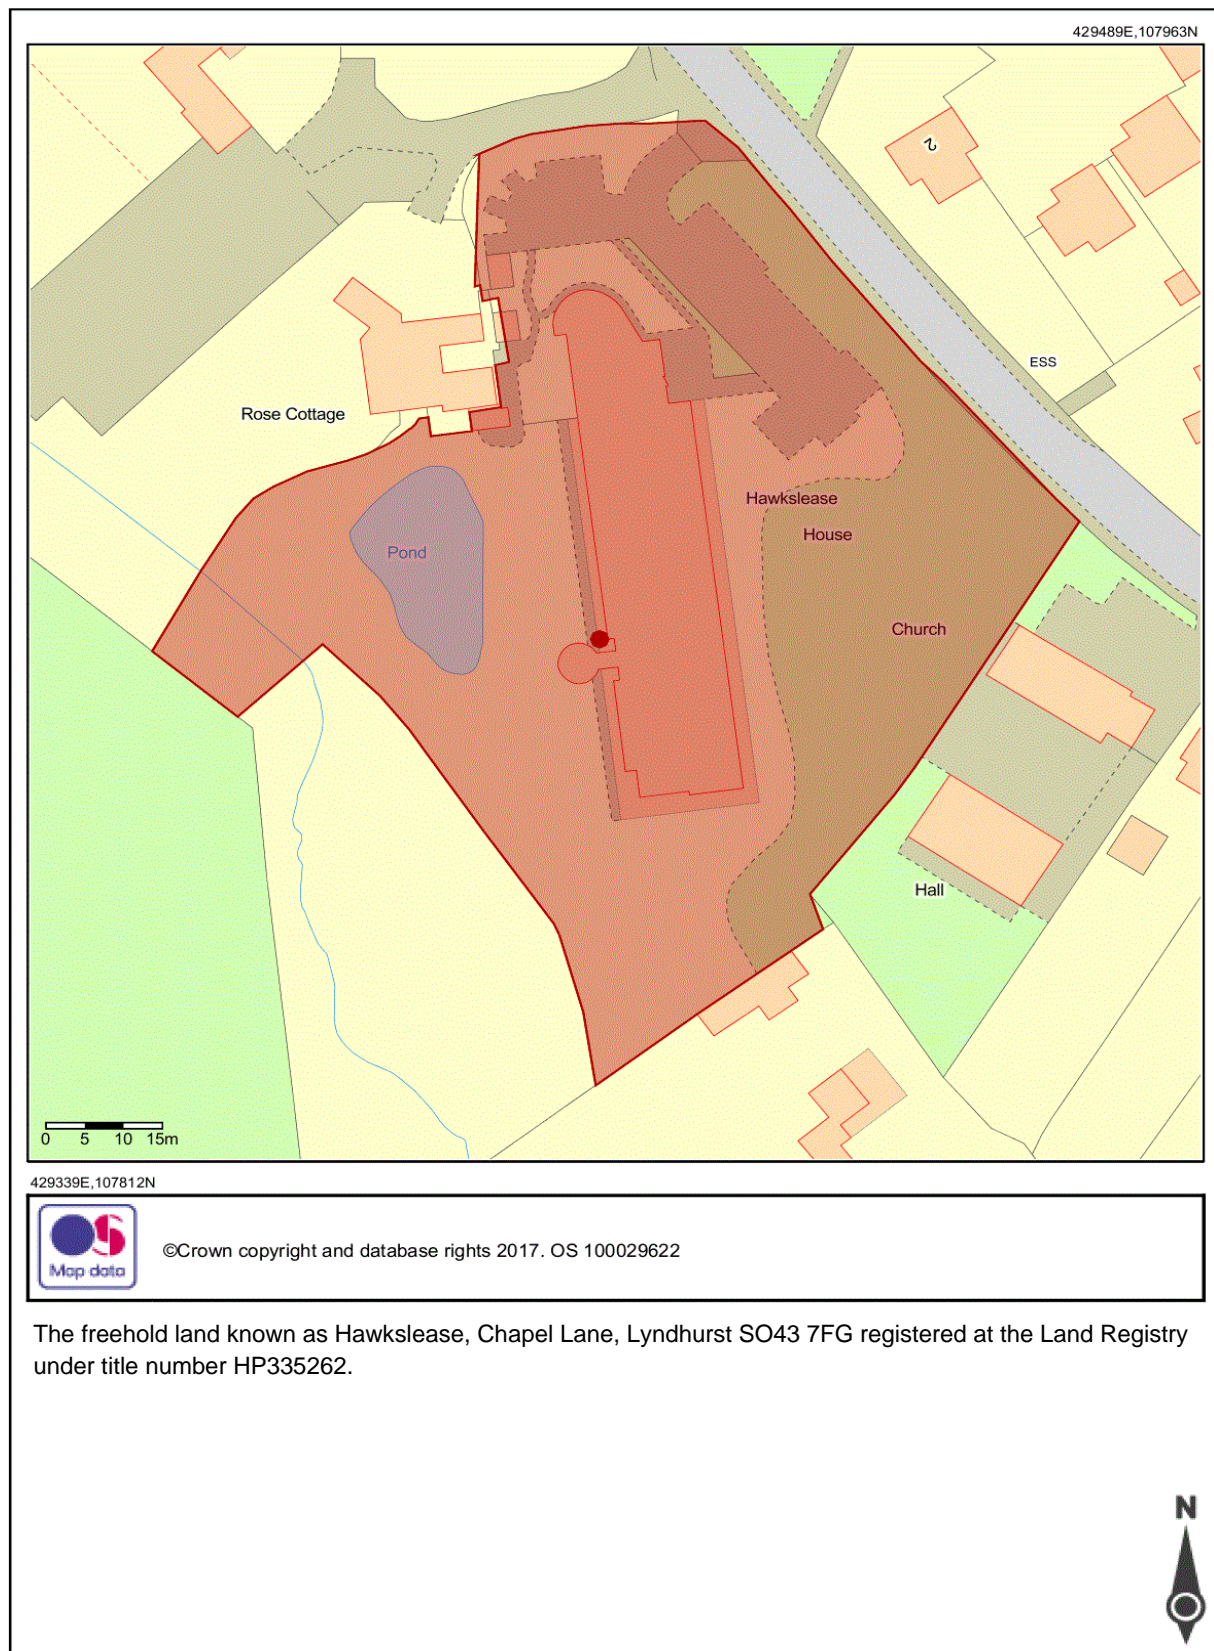 429489E,107963N
2
ESS
Rose Cottage
Hawkslease
House
Pond
Church
Hall
0 5 10 15m
429339E,107812N
OS
Map data
©Crown copyright and database rights 2017. OS 100029622
The freehold land known as Hawkslease, Chapel Lane, Lyndhurst SO43 7FG registered at the Land Registry
under title number HP335262.
N